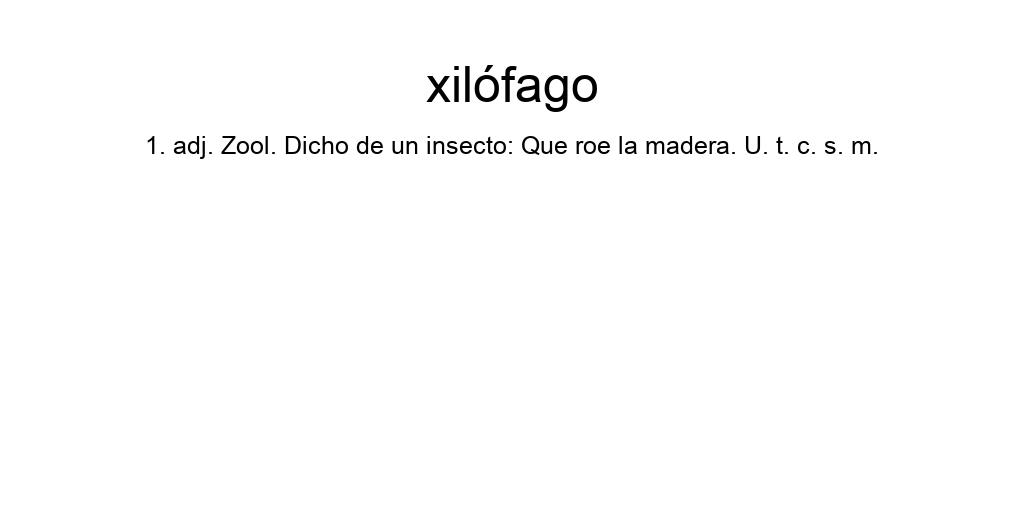 xilófago
1. adj. Zool. Dicho de un insecto: Que roe la madera. U. t. c. s. m.